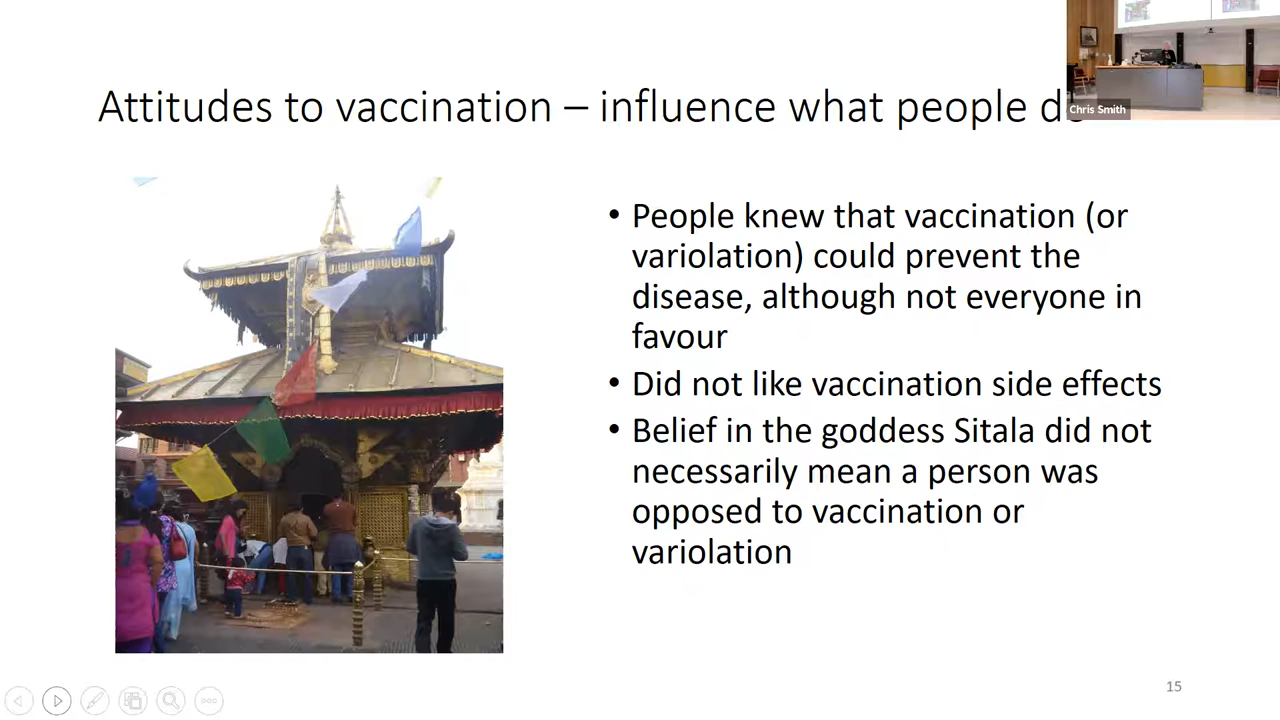 Attitudes to vaccination – influence what people do
Chris Smith
• People knew that vaccination (or
variolation) could prevent the
disease, although not everyone in
favour
• Did not like vaccination side effects
• Belief in the goddess Sitala did not
necessarily mean a person was
opposed to vaccination or
variolation
15